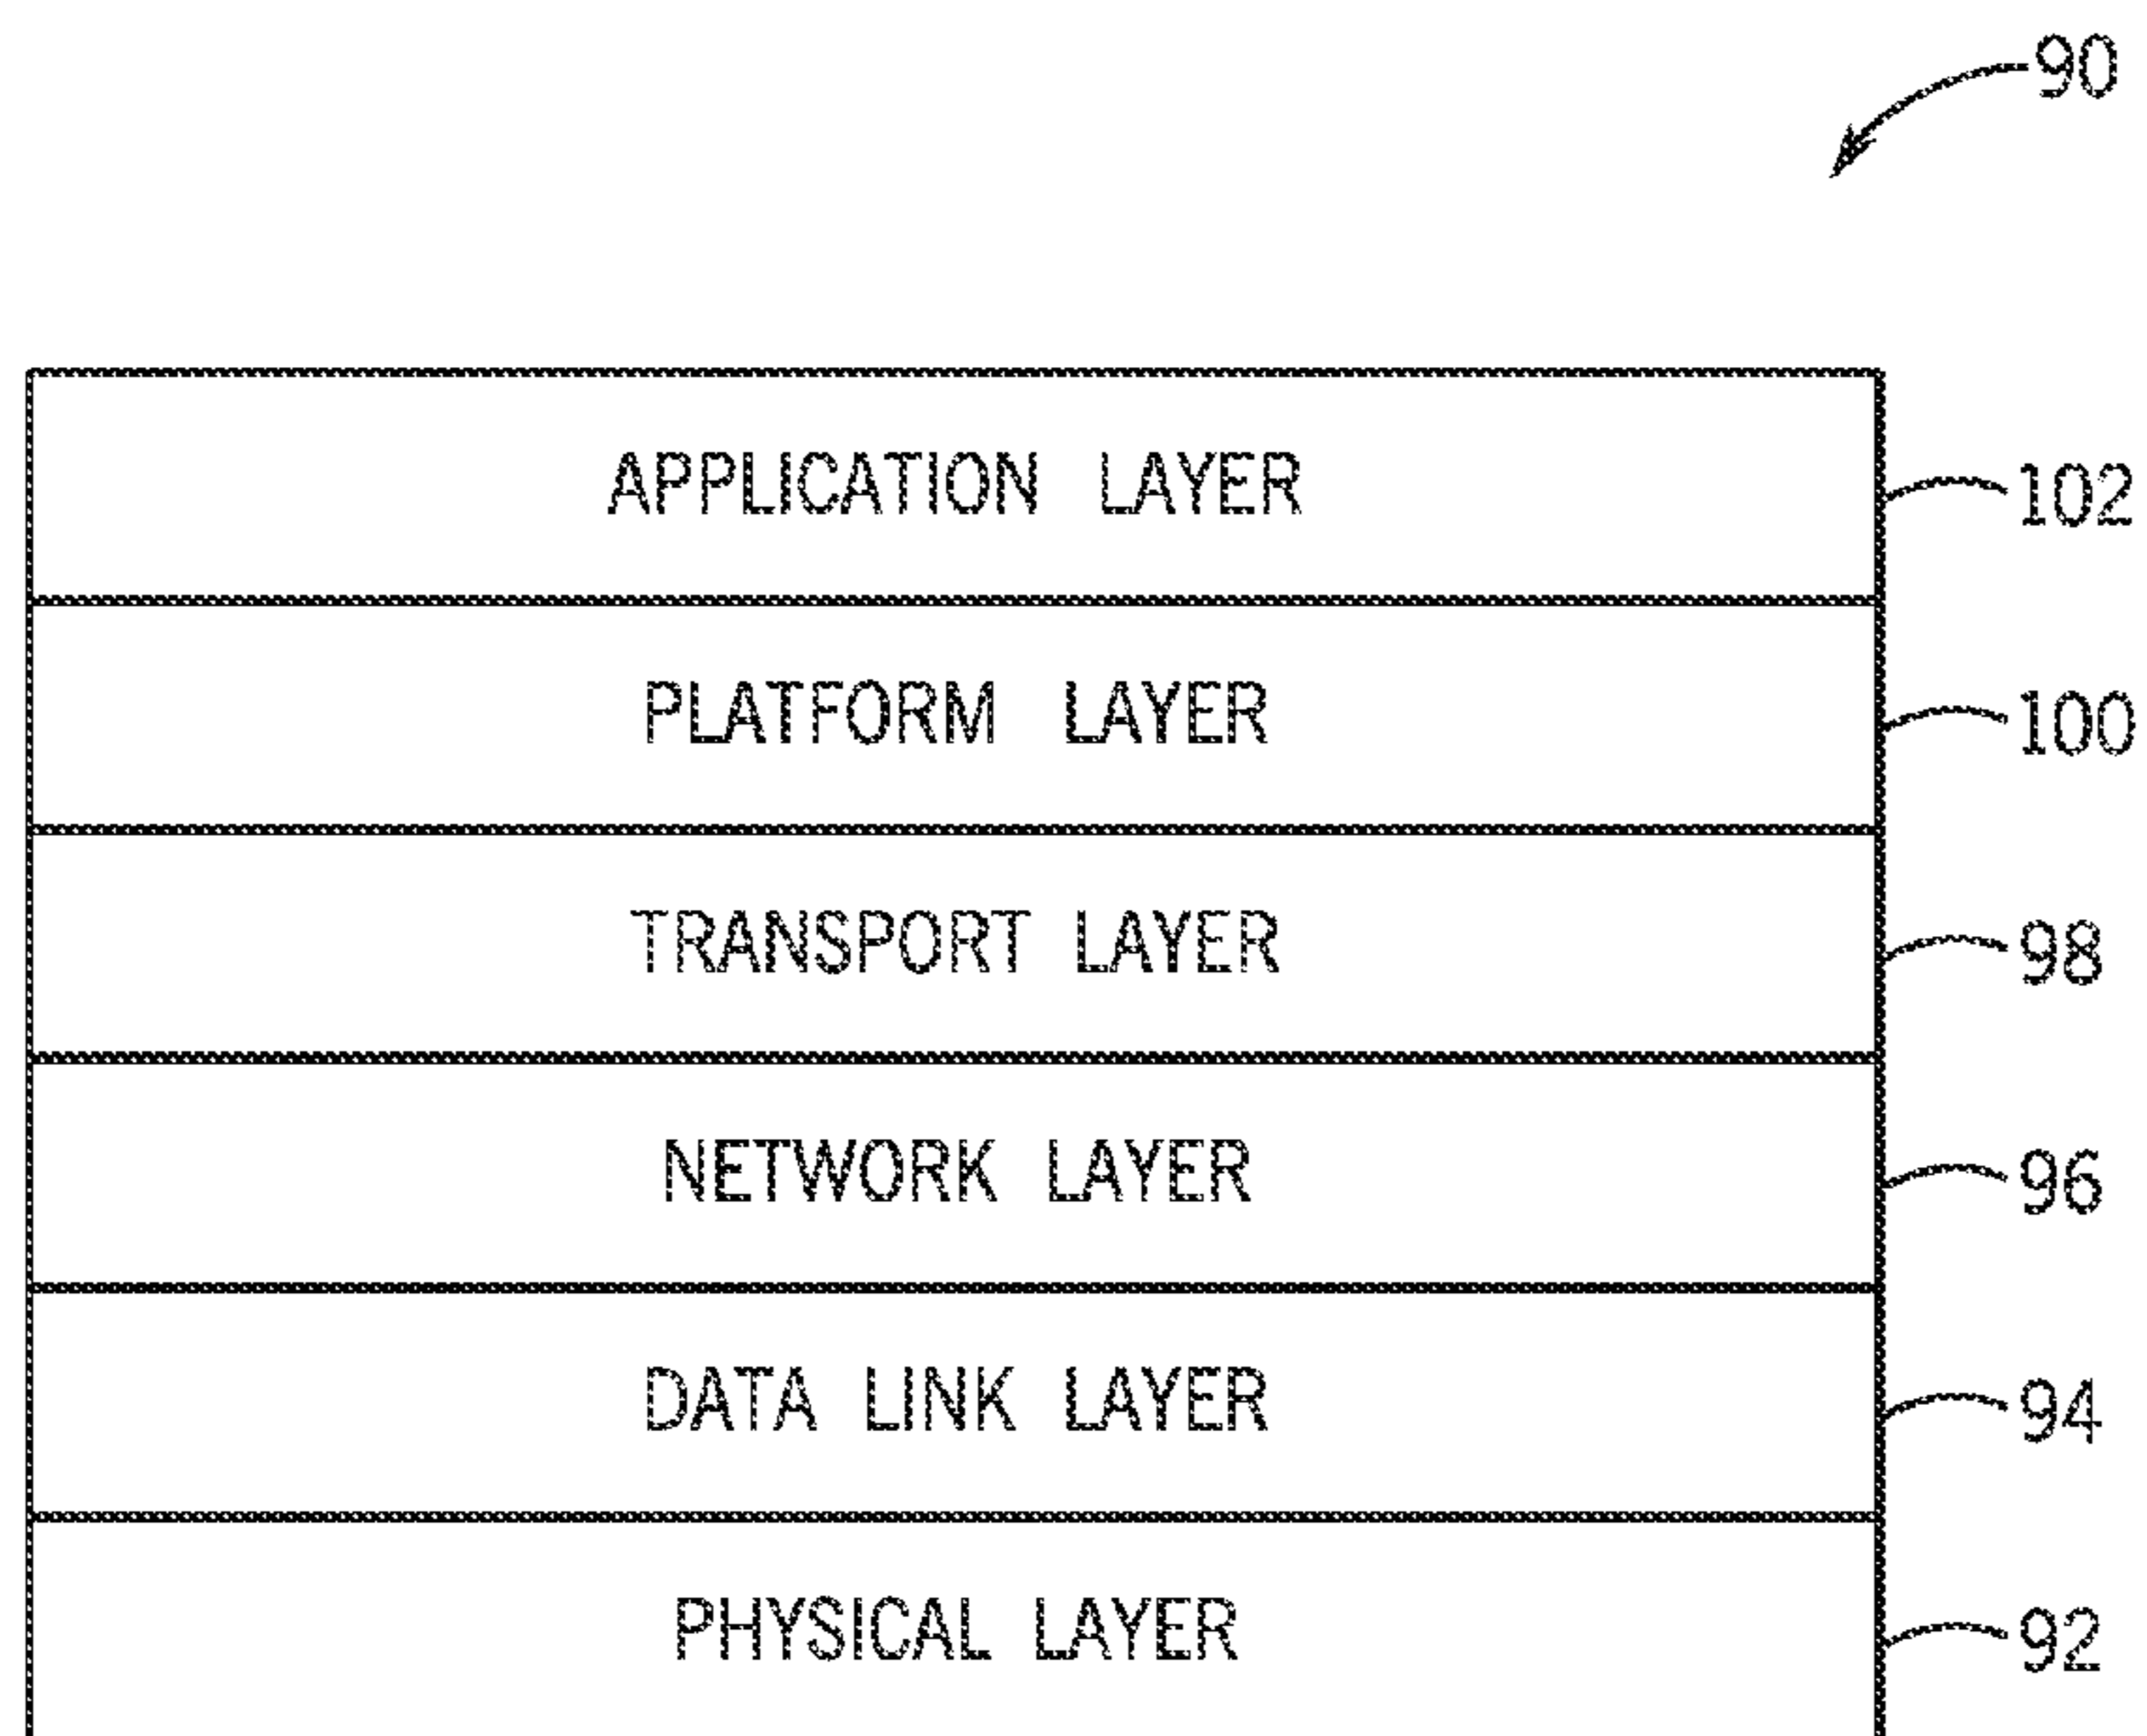 90
APPLICATION LAYER 102
PLATFORM LAYER 100
TRANSPORT LAYER 98
NETWORK LAYER 96
DATA LINK LAYER 94
PHYSICAL LAYER 92